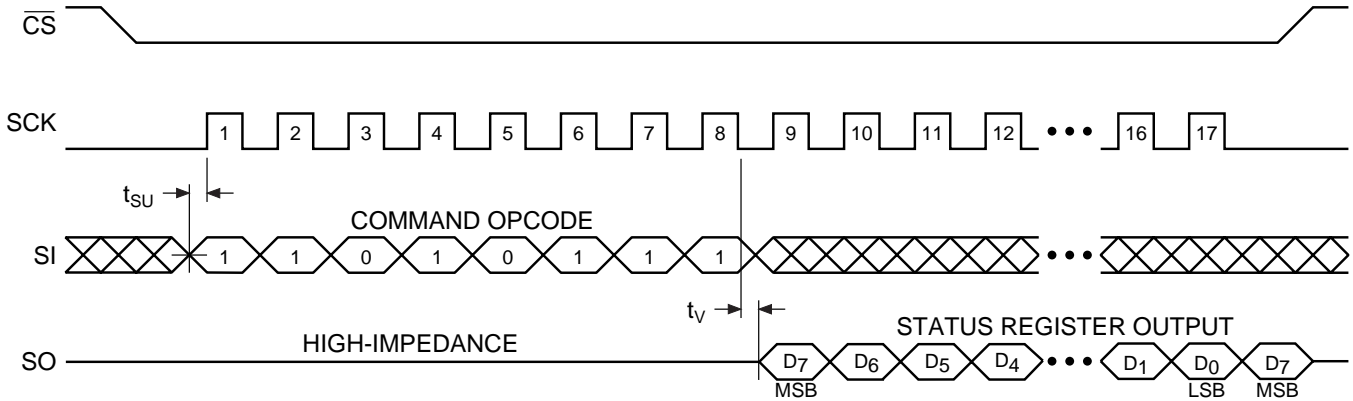 CS
SCK 1 2 3 4 5 6 7 8 9 10 11 12 ••• 16 17
tSU
COMMAND OPCODE
SI 1 1 0 1 0 1 1 1 •••
tV
HIGH-IMPEDANCE STATUS REGISTER OUTPUT
SO D7 D6 D5 D4 ••• D1 D0 D7
MSB LSB MSB